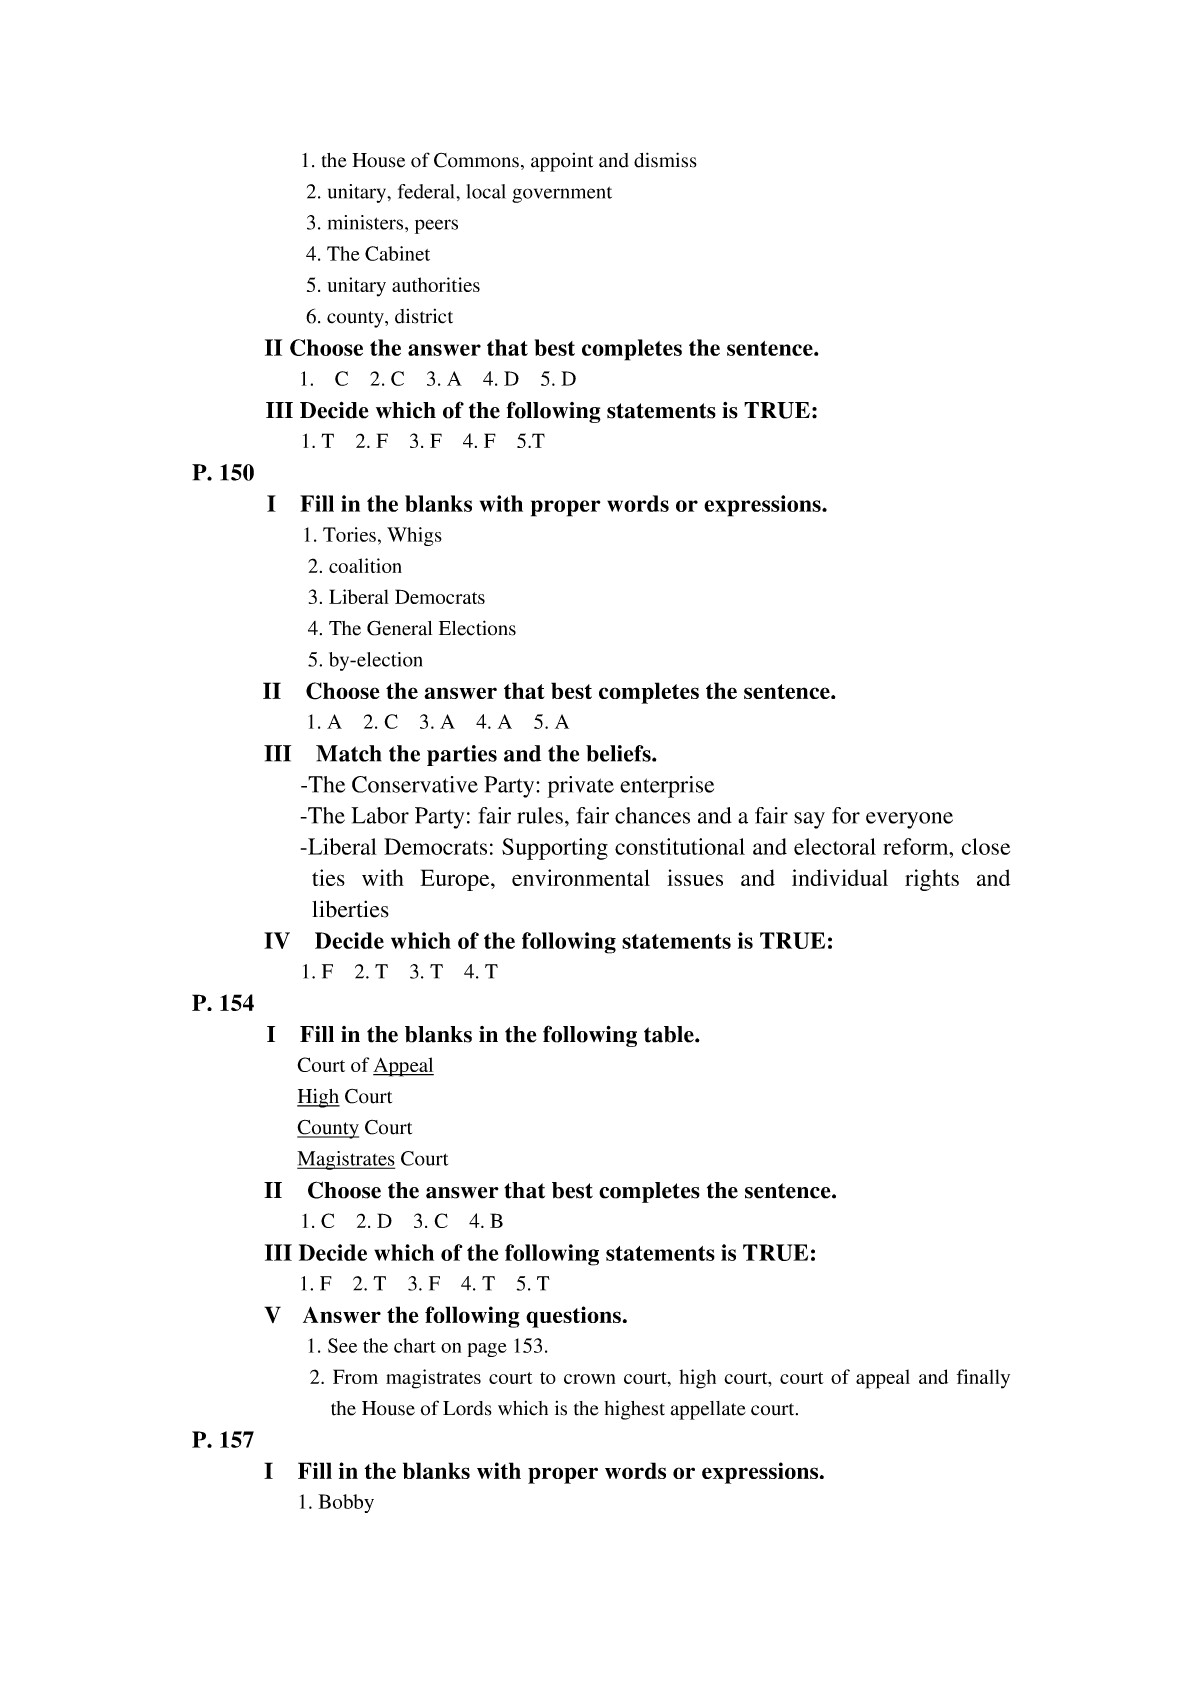 1. the House of Commons, appoint and dismiss
2. unitary, federal, local government
3. ministers, peers
4. The Cabinet
5. unitary authorities
6. county, district
II Choose the answer that best completes the sentence.
1. C 2. C 3. A 4. D 5. D
III Decide which of the following statements is TRUE:
1. T 2. F 3. F 4. F 5.T
P. 150
I Fill in the blanks with proper words or expressions.
1. Tories, Whigs
2. coalition
3. Liberal Democrats
4. The General Elections
5. by-election
II Choose the answer that best completes the sentence.
1. A 2. C 3. A 4. A 5. A
III Match the parties and the beliefs.
-The Conservative Party: private enterprise
-The Labor Party: fair rules, fair chances and a fair say for everyone
-Liberal Democrats: Supporting constitutional and electoral reform, close
ties with Europe, environmental issues and individual rights and
liberties
IV Decide which of the following statements is TRUE:
1. F 2. T 3. T 4. T
P. 154
I Fill in the blanks in the following table.
Court of Appeal
High Court
County Court
Magistrates Court
II Choose the answer that best completes the sentence.
1. C 2. D 3. C 4. B
III Decide which of the following statements is TRUE:
1. F 2. T 3. F 4. T 5. T
V Answer the following questions.
1. See the chart on page 153.
2. From magistrates court to crown court, high court, court of appeal and finally
the House of Lords which is the highest appellate court.
P. 157
I Fill in the blanks with proper words or expressions.
1. Bobby